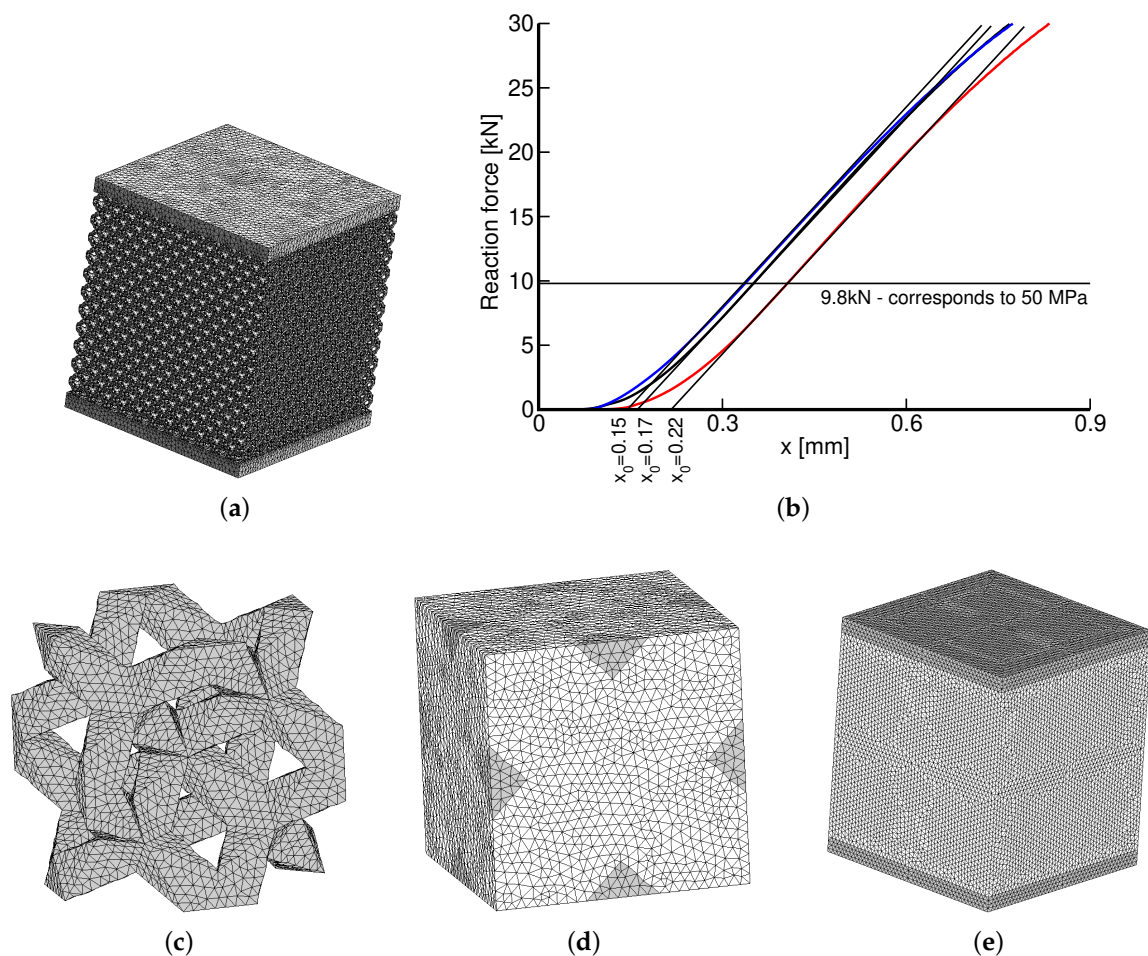 30
25
20
15
10
5
0
Reaction force [kN]
9.8kN - corresponds to 50 MPa
0
0.3
0.6
0.9
x₀=0.15
x₀=0.17
x₀=0.22
x [mm]
(a)
(b)
(c)
(d)
(e)